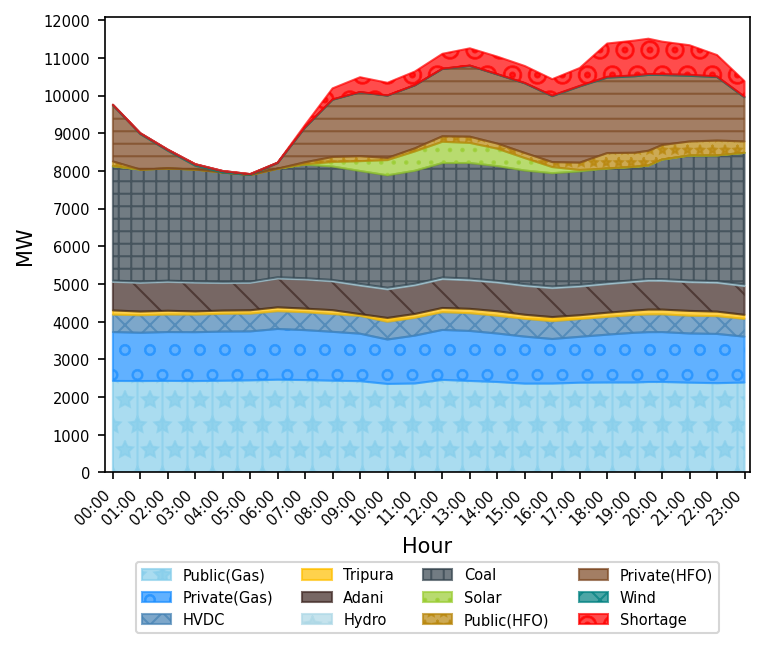 12000
11000
10000
9000
8000
7000
6000
5000
4000
3000
2000
1000
0
MW
00:00 01:00 02:00 03:00 04:00 05:00 06:00 07:00 08:00 09:00 10:00 11:00 12:00 13:00 14:00 15:00 16:00 17:00 18:00 19:00 20:00 21:00 22:00 23:00
Hour
Public(Gas) Tripura Coal Private(HFO)
Private(Gas) Adani Solar Wind
HVDC Hydro Public(HFO) Shortage